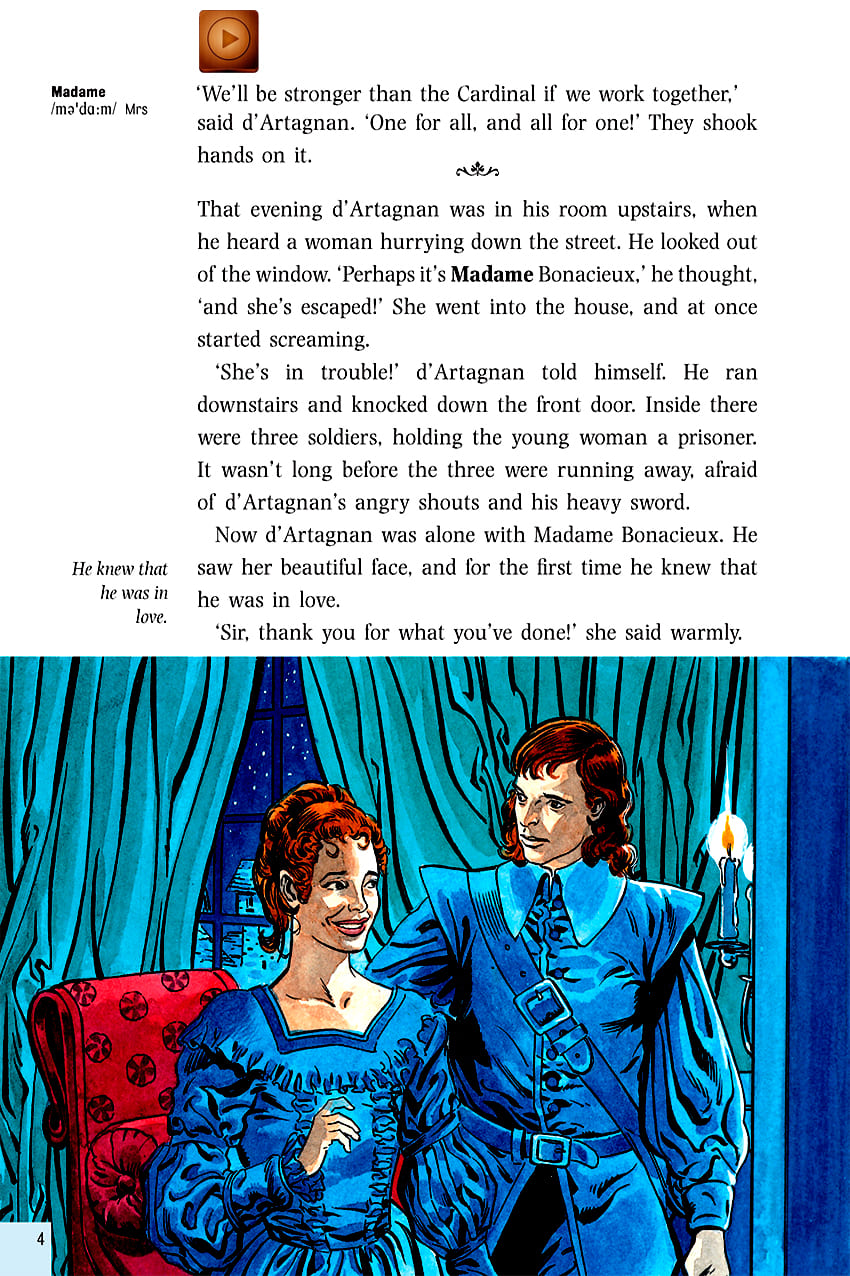 Madame
/məˈdɑːm/ Mrs
‘We’ll be stronger than the Cardinal if we work together,’
said d’Artagnan. ‘One for all, and all for one!’ They shook
hands on it.
That evening d’Artagnan was in his room upstairs, when
he heard a woman hurrying down the street. He looked out
of the window. ‘Perhaps it’s Madame Bonacieux,’ he thought,
‘and she’s escaped!’ She went into the house, and at once
started screaming.
‘She’s in trouble!’ d’Artagnan told himself. He ran
downstairs and knocked down the front door. Inside there
were three soldiers, holding the young woman a prisoner.
It wasn’t long before the three were running away, afraid
of d’Artagnan’s angry shouts and his heavy sword.
Now d’Artagnan was alone with Madame Bonacieux. He
saw her beautiful face, and for the first time he knew that
he was in love.
‘Sir, thank you for what you’ve done!’ she said warmly.
He knew that
he was in
love.
4